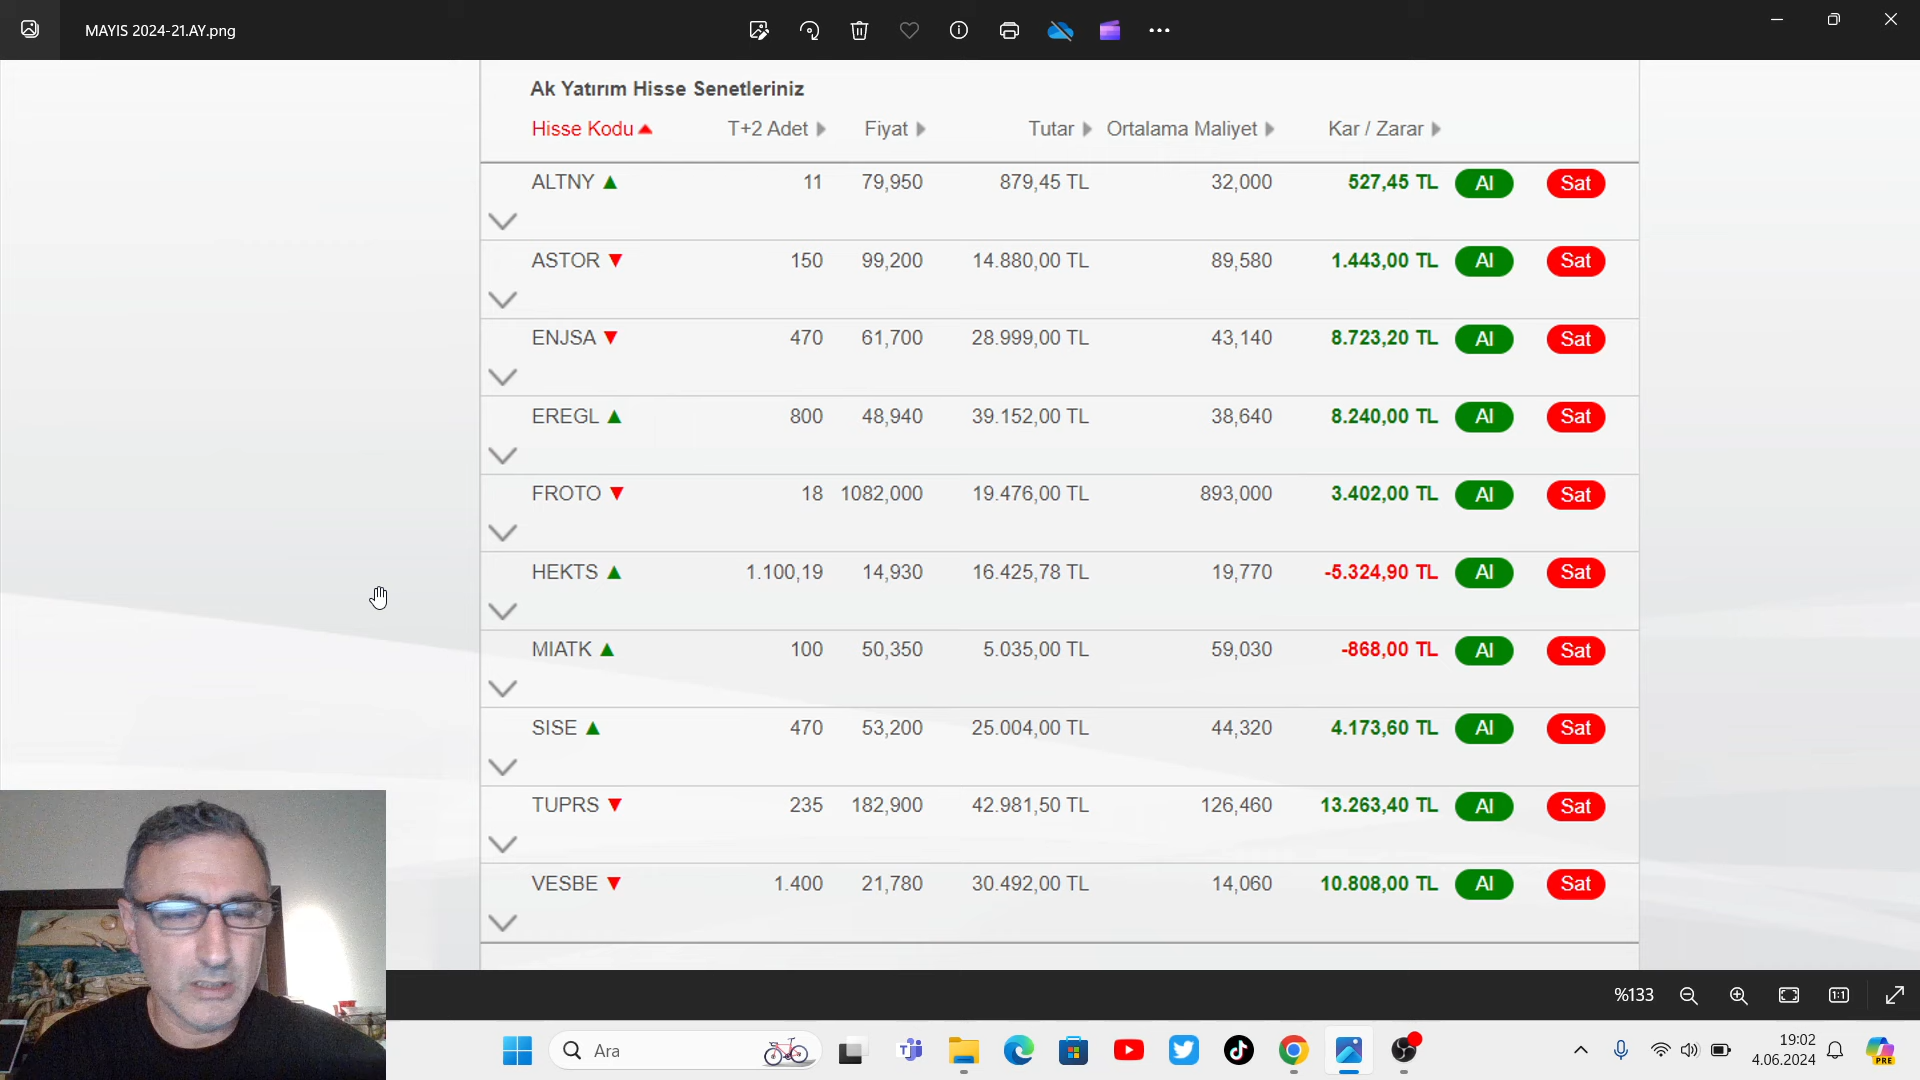 MAYIS 2024-21.AY.png
Ak Yatırım Hisse Senetleriniz
Hisse Kodu T+2 Adet Fiyat Tutar Ortalama Maliyet Kar / Zarar
ALTNY 11 79,950 879,45 TL 32,000 527,45 TL Al Sat
ASTOR 150 99,200 14.880,00 TL 89,580 1.443,00 TL Al Sat
ENJSA 470 61,700 28.999,00 TL 43,140 8.723,20 TL Al Sat
EREGL 800 48,940 39.152,00 TL 38,640 8.240,00 TL Al Sat
FROTO 18 1082,000 19.476,00 TL 893,000 3.402,00 TL Al Sat
HEKTS 1.100,19 14,930 16.425,78 TL 19,770 -5.324,90 TL Al Sat
MIATK 100 50,350 5.035,00 TL 59,030 -868,00 TL Al Sat
SISE 470 53,200 25.004,00 TL 44,320 4.173,60 TL Al Sat
TUPRS 235 182,900 42.981,50 TL 126,460 13.263,40 TL Al Sat
VESBE 1.400 21,780 30.492,00 TL 14,060 10.808,00 TL Al Sat
%133 1:1
Ara
19:02
4.06.2024
PRE